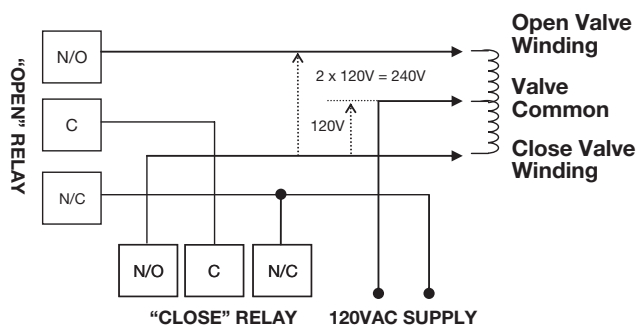 "OPEN" RELAY
N/O
C
N/C
2 x 120V = 240V
120V
Open Valve
Winding
Valve
Common
Close Valve
Winding
N/O
C
N/C
“CLOSE” RELAY
120VAC SUPPLY